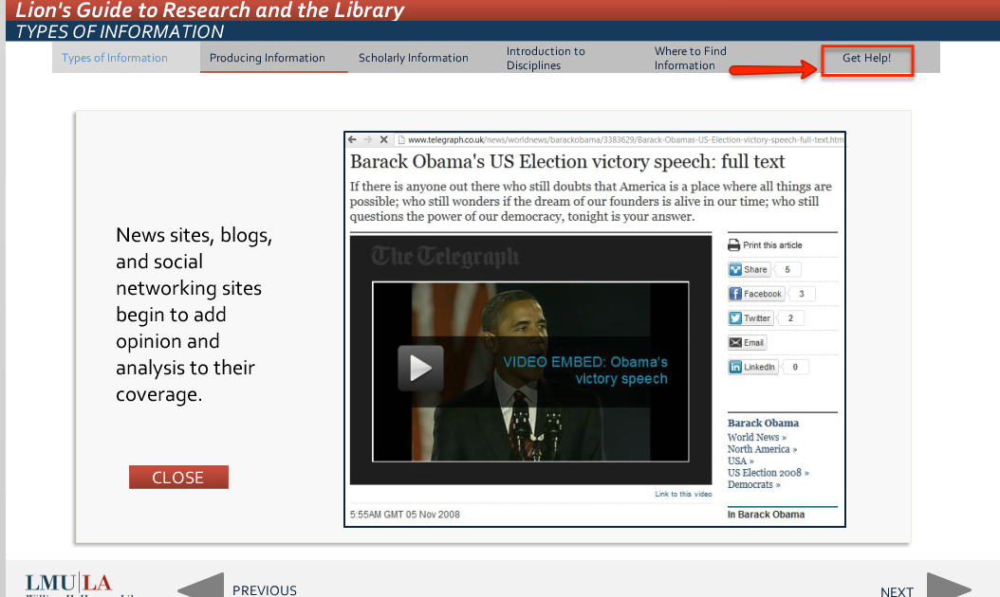 Lion's Guide to Research and the Library
TYPES OF INFORMATION
Types of Information
Producing Information
Scholarly Information
Introduction to
Disciplines
Where to Find
Information
Get Help!
News sites, blogs,
and social
networking sites
begin to add
opinion and
analysis to their
coverage.
CLOSE
www.telegraph.co.uk/news/worldnews/barackobama/3383629/Barack-Obamas-US-Election-victory-speech-full-text.htm
Barack Obama's US Election victory speech: full text
If there is anyone out there who still doubts that America is a place where all things are
possible; who still wonders if the dream of our founders is alive in our time; who still
questions the power of our democracy, tonight is your answer.
The Telegraph
VIDEO EMBED: Obama's
victory speech
Link to this video
5:55AM GMT 05 Nov 2008
Print this article
Share 5
Facebook 3
Twitter 2
Email
LinkedIn 0
Barack Obama
World News »
North America »
USA »
US Election 2008 »
Democrats »
In Barack Obama
LMU|LA
PREVIOUS
NEXT